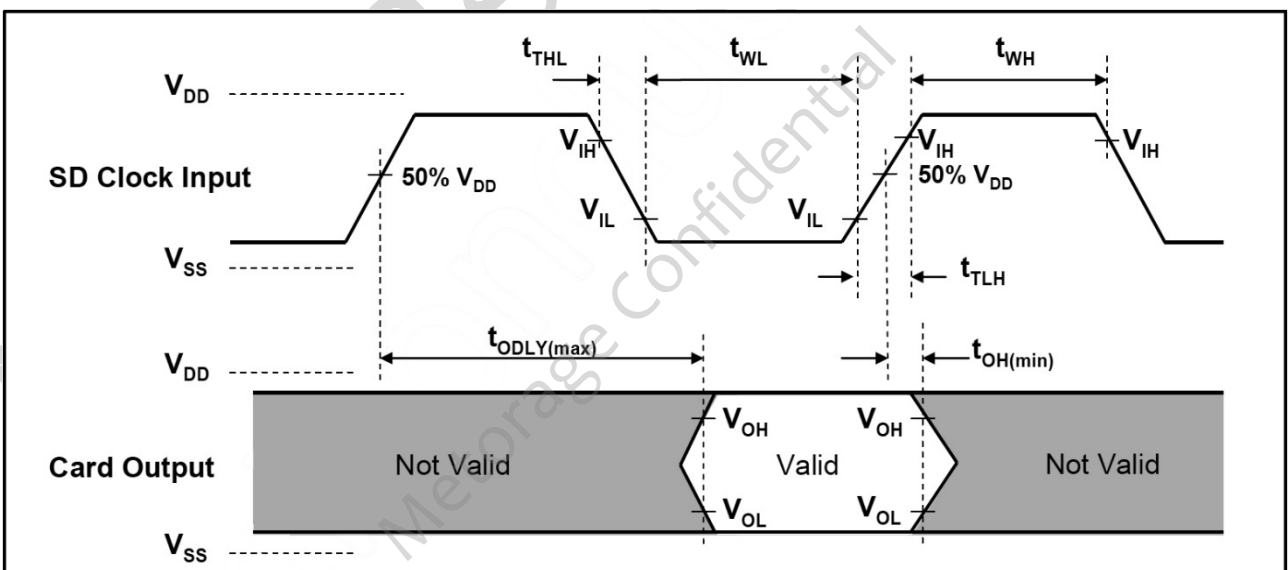 t_THL t_WL t_WH
V_DD
V_IH V_IH V_IH
SD Clock Input 50% V_DD 50% V_DD
V_IL V_IL
V_SS
t_TLH
t_ODLY(max) t_OH(min)
V_DD
V_OH V_OH
Card Output Not Valid Valid Not Valid
V_OL V_OL
V_SS
Metorage Confidential